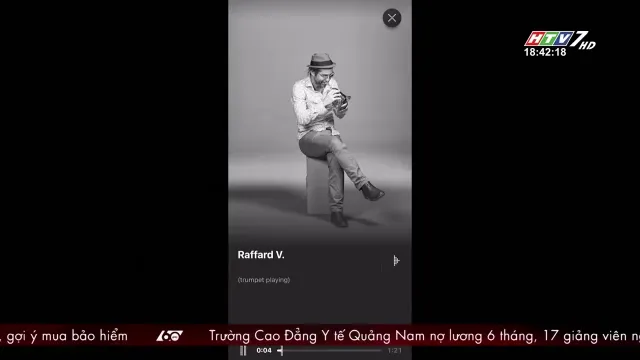 HTV7 HD
18:42:18
Raffard V.
(trumpet playing)
, gợi ý mua bảo hiểm
60
Trường Cao Đẳng Y tế Quảng Nam nợ lương 6 tháng, 17 giảng viên n
0:04
1:21